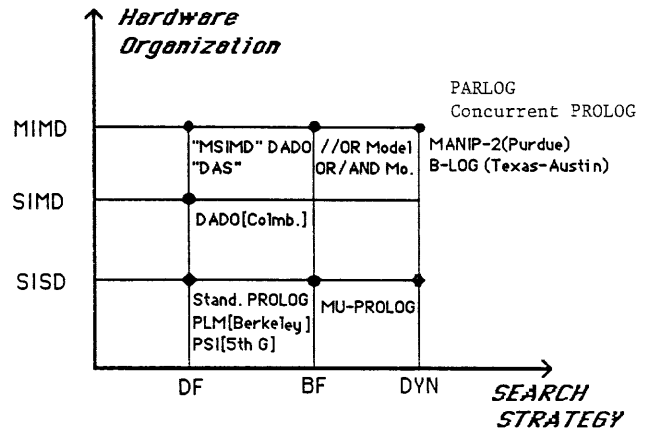 Hardware
Organization
PARLOG
Concurrent PROLOG
MIMD
"MSIMD" DADO
"DAS"
//OR Model
OR/AND Mo.
MANIP-2(Purdue)
B-LOG (Texas-Austin)
SIMD
DADO[Colmb.]
SISD
Stand. PROLOG
PLM[Berkeley]
PSI[5th G]
MU-PROLOG
DF
BF
DYN
SEARCH
STRATEGY